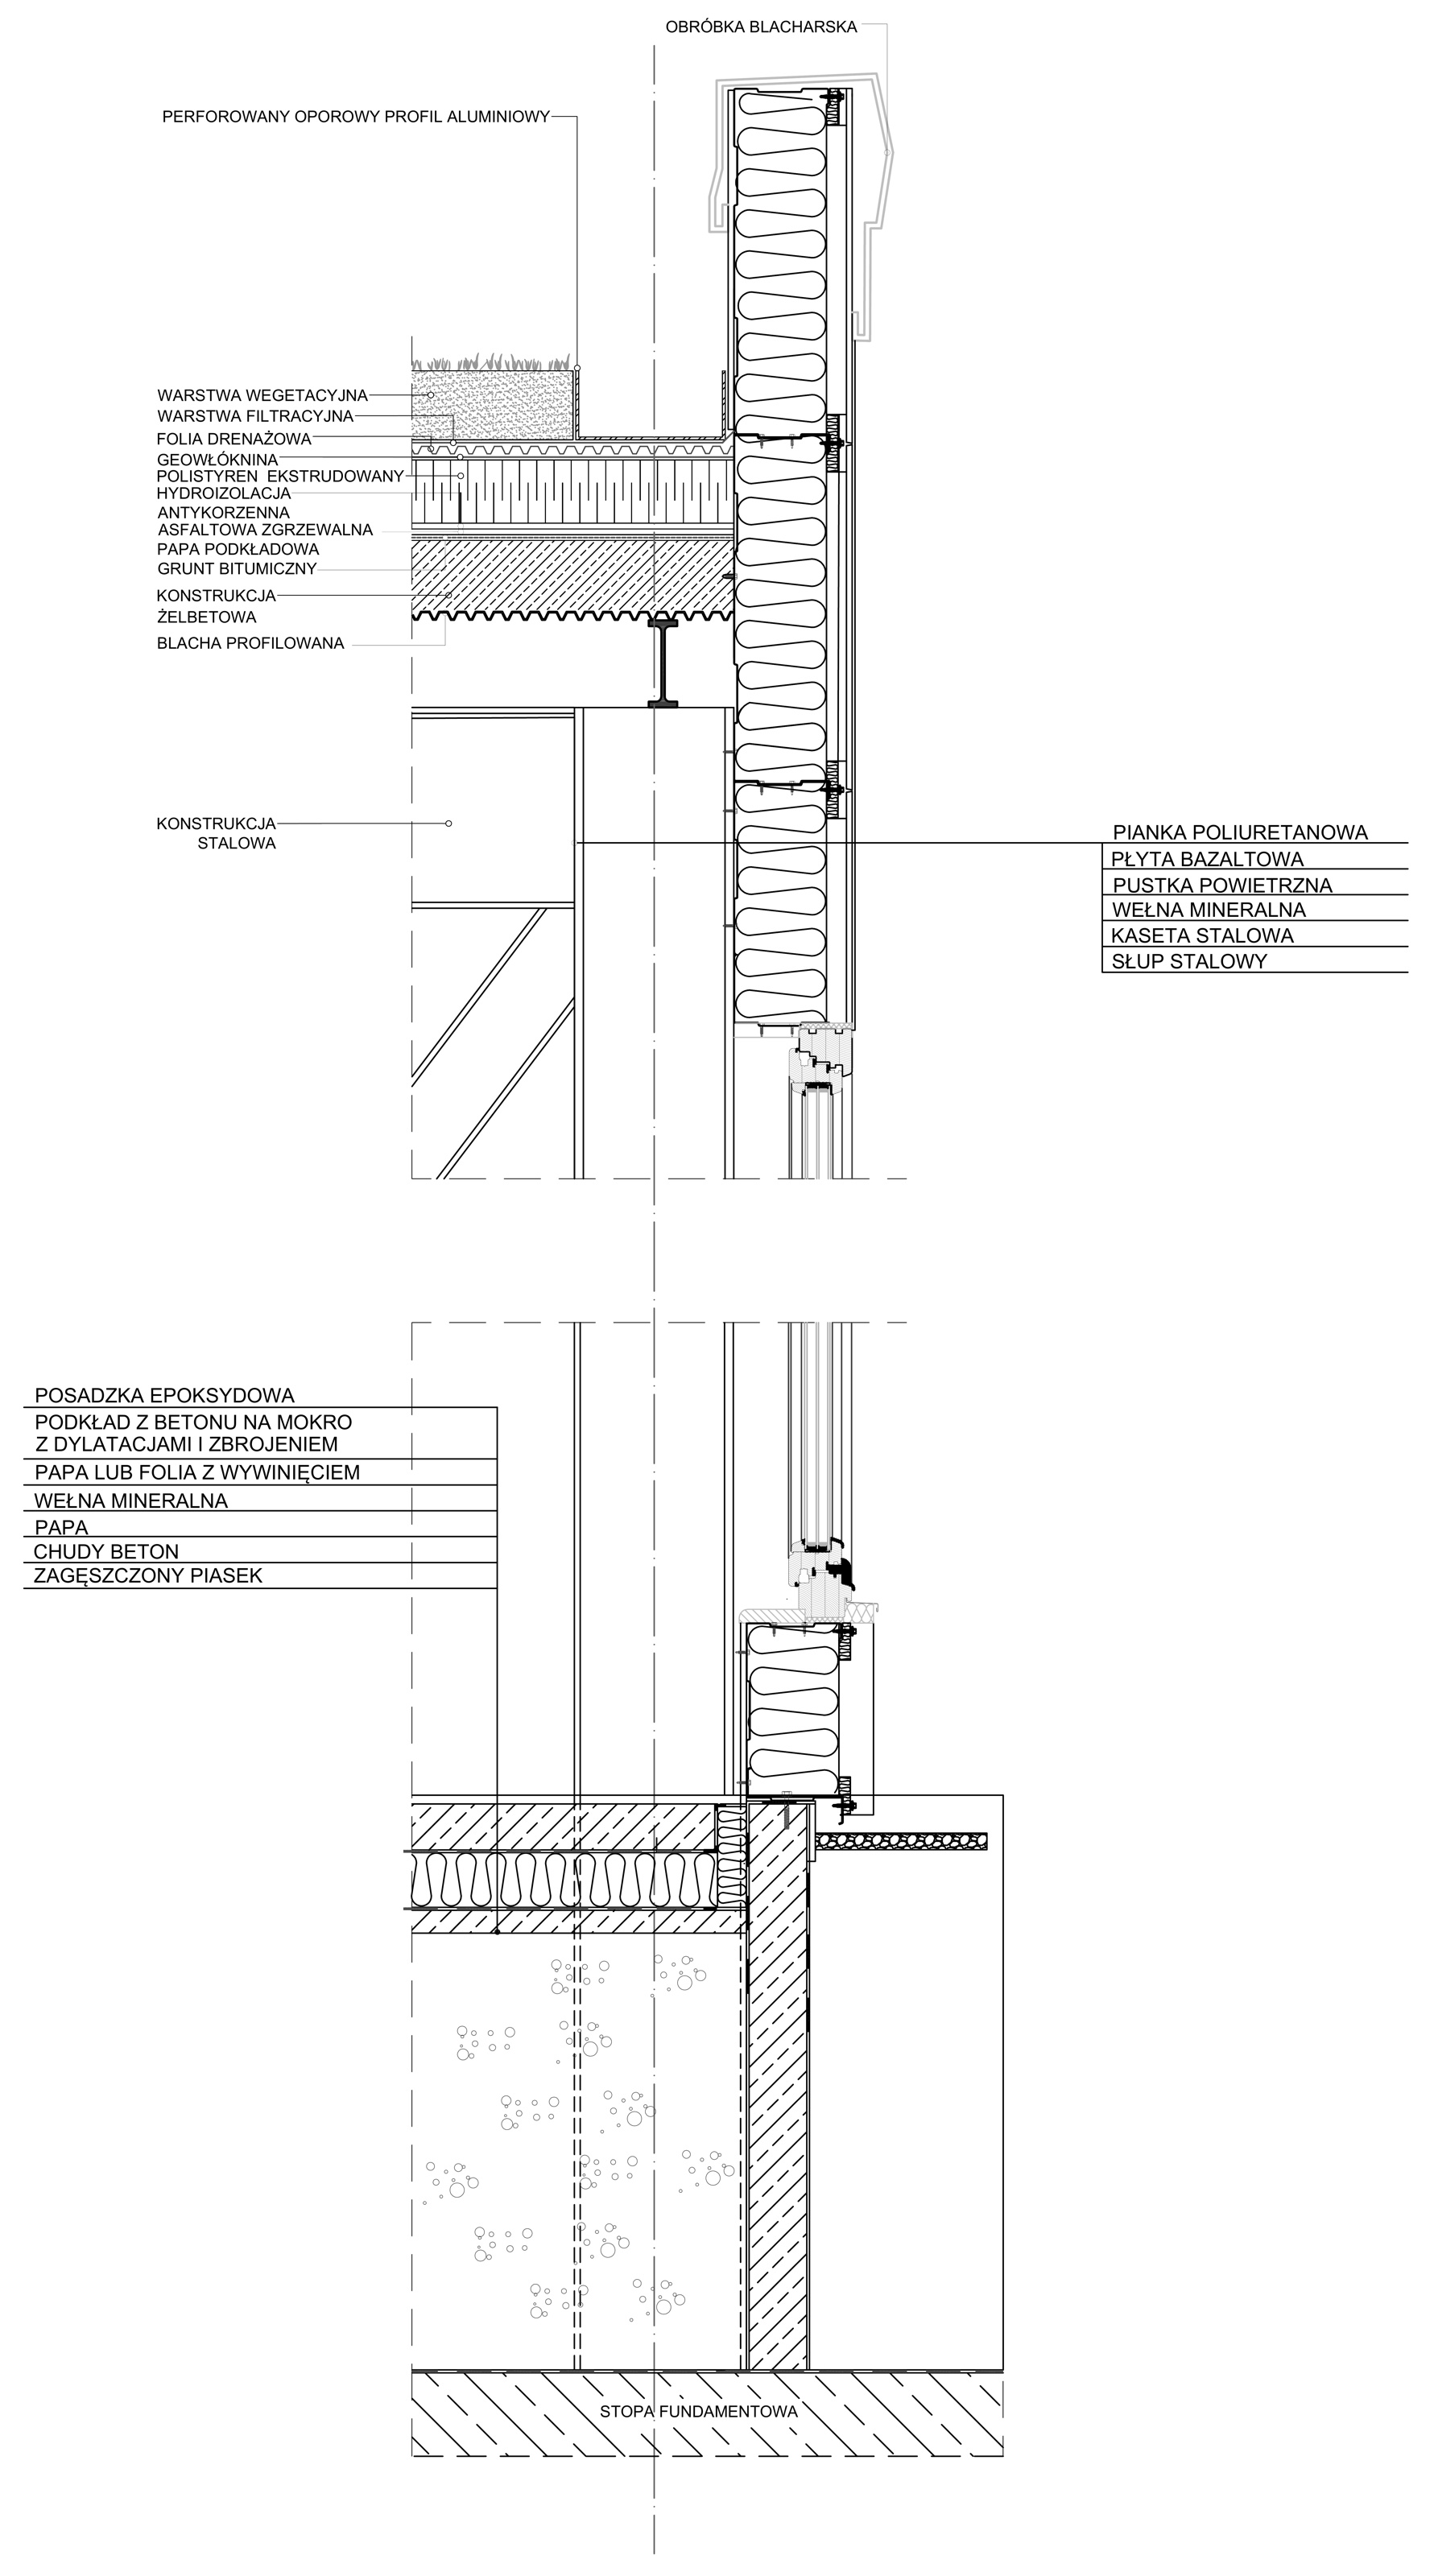 OBRÓBKA BLACHARSKA
PERFOROWANY OPOROWY PROFIL ALUMINIOWY
WARSTWA WEGETACYJNA
WARSTWA FILTRACYJNA
FOLIA DRENAŻOWA
GEOWŁÓKNINA
POLISTYREN EKSTRUDOWANY
HYDROIZOLACJA
ANTYKORZENNA
ASFALTOWA ZGRZEWALNA
PAPA PODKŁADOWA
GRUNT BITUMICZNY
KONSTRUKCJA
ŻELBETOWA
BLACHA PROFILOWANA
KONSTRUKCJA
STALOWA
PIANKA POLIURETANOWA
PŁYTA BAZALTOWA
PUSTKA POWIETRZNA
WEŁNA MINERALNA
KASETA STALOWA
SŁUP STALOWY
POSADZKA EPOKSYDOWA
PODKŁAD Z BETONU NA MOKRO
Z DYLATACJAMI I ZBROJENIEM
PAPA LUB FOLIA Z WYWINIĘCIEM
WEŁNA MINERALNA
PAPA
CHUDY BETON
ZAGĘSZCZONY PIASEK
STOPA FUNDAMENTOWA